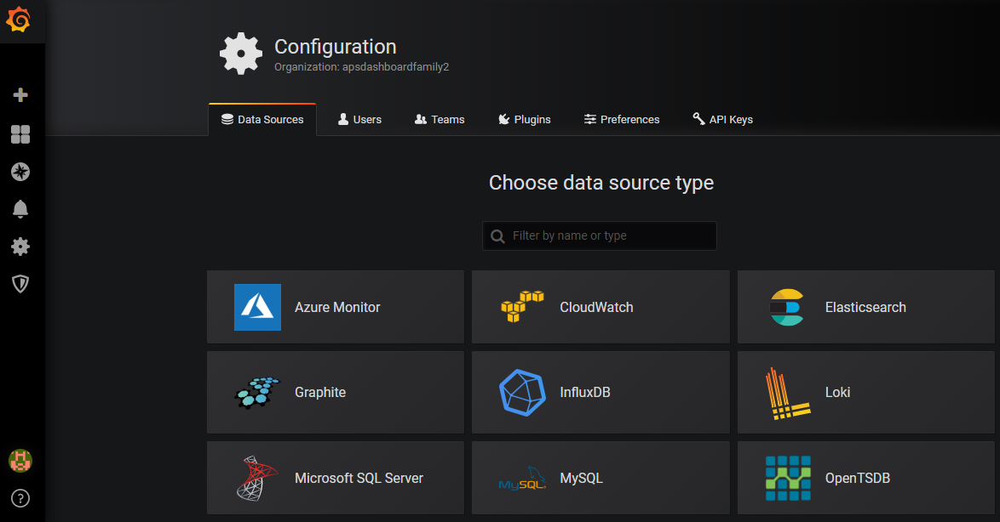 Configuration
Organization: apsdashboardfamily2
Data Sources Users Teams Plugins Preferences API Keys
Choose data source type
Filter by name or type
Azure Monitor CloudWatch Elasticsearch
Graphite InfluxDB Loki
Microsoft SQL Server MySQL MySQL OpenTSDB
?